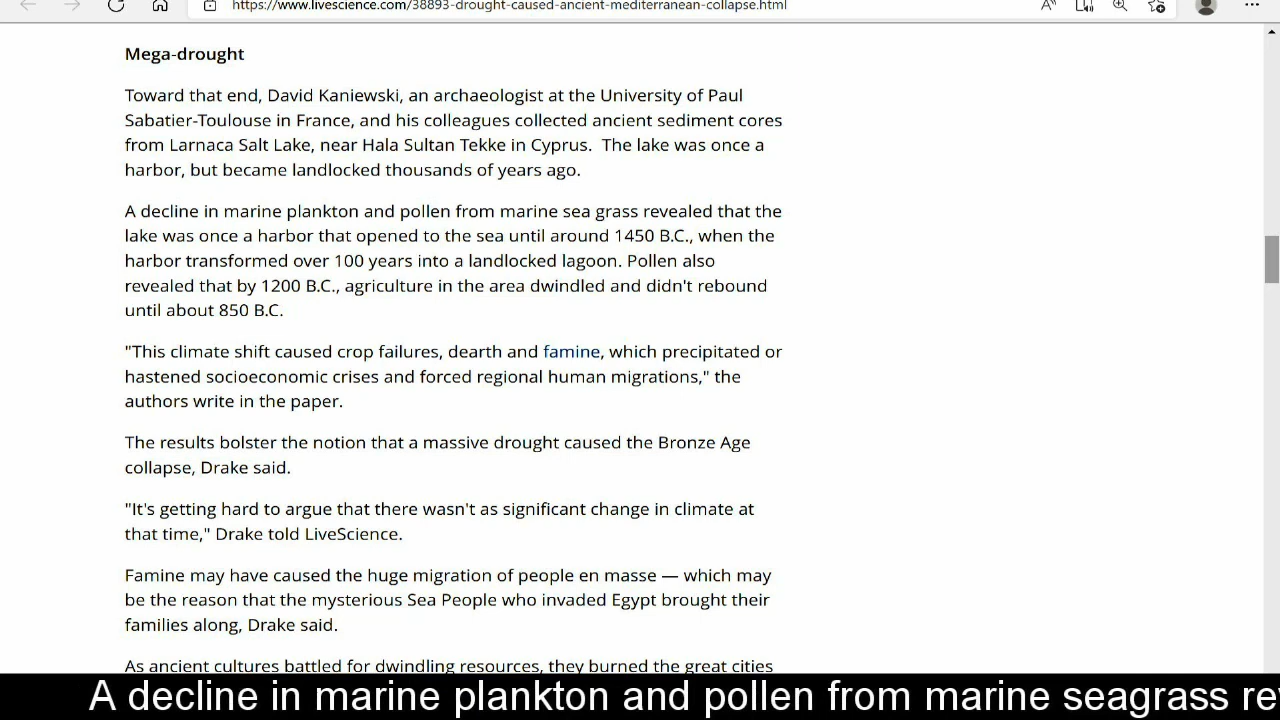 https://www.livescience.com/38893-drought-caused-ancient-mediterranean-collapse.html
Mega-drought
Toward that end, David Kaniewski, an archaeologist at the University of Paul
Sabatier-Toulouse in France, and his colleagues collected ancient sediment cores
from Larnaca Salt Lake, near Hala Sultan Tekke in Cyprus.  The lake was once a
harbor, but became landlocked thousands of years ago.
A decline in marine plankton and pollen from marine sea grass revealed that the
lake was once a harbor that opened to the sea until around 1450 B.C., when the
harbor transformed over 100 years into a landlocked lagoon. Pollen also
revealed that by 1200 B.C., agriculture in the area dwindled and didn't rebound
until about 850 B.C.
"This climate shift caused crop failures, dearth and famine, which precipitated or
hastened socioeconomic crises and forced regional human migrations," the
authors write in the paper.
The results bolster the notion that a massive drought caused the Bronze Age
collapse, Drake said.
"It's getting hard to argue that there wasn't as significant change in climate at
that time," Drake told LiveScience.
Famine may have caused the huge migration of people en masse — which may
be the reason that the mysterious Sea People who invaded Egypt brought their
families along, Drake said.
As ancient cultures battled for dwindling resources, they burned the great cities
A decline in marine plankton and pollen from marine seagrass re